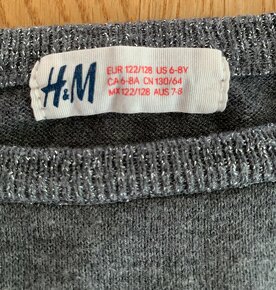 H&M
EUR 122/128 US 6-8Y
CA 6-8A CN 130/64
MX 122/128 AUS 7-8